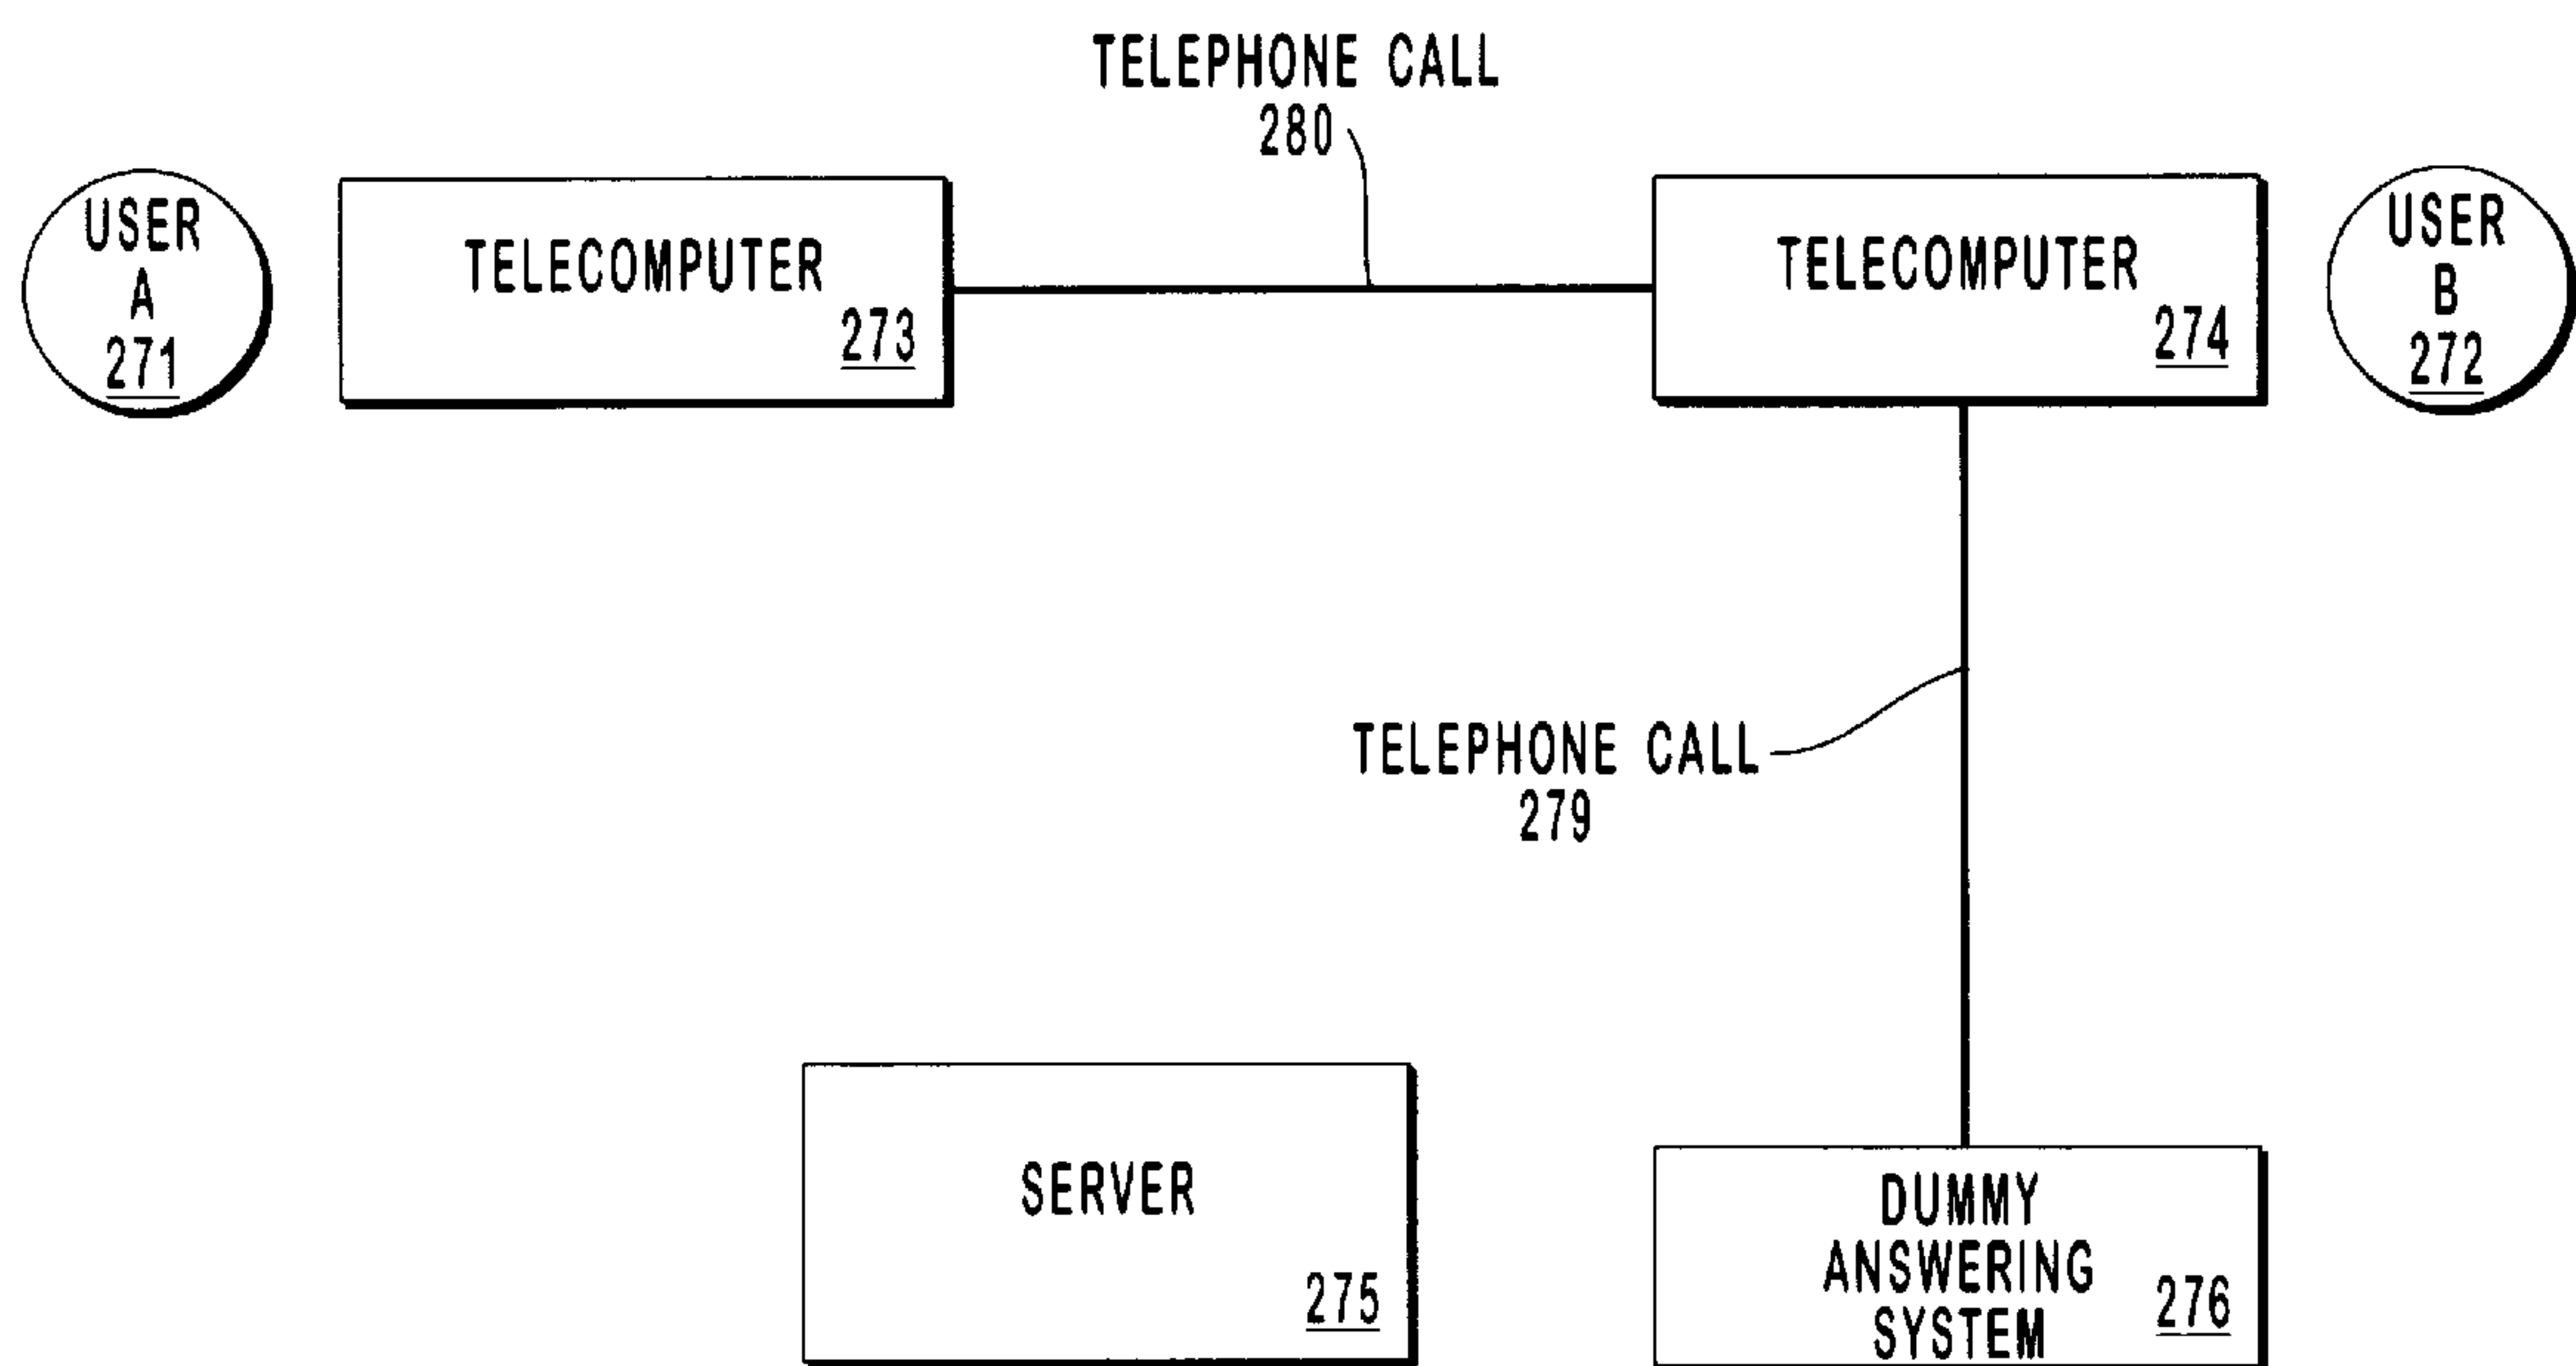 TELEPHONE CALL
280
USER
A
271
TELECOMPUTER
273
TELECOMPUTER
274
USER
B
272
TELEPHONE CALL
279
SERVER
275
DUMMY
ANSWERING
SYSTEM
276